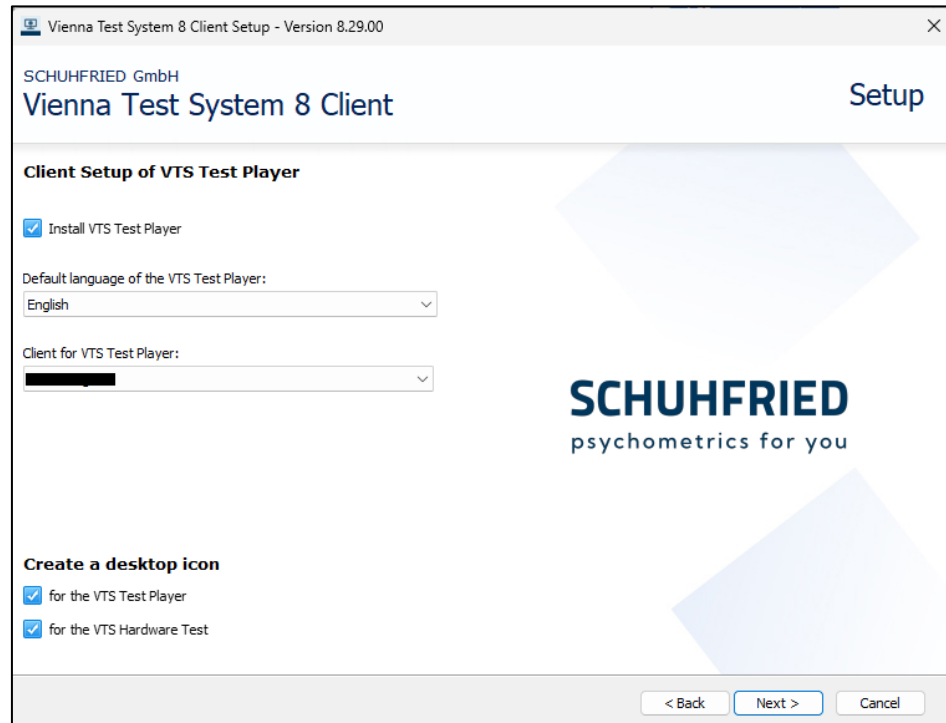 Vienna Test System 8 Client Setup - Version 8.29.00
SCHUHFRIED GmbH
Vienna Test System 8 Client
Setup
Client Setup of VTS Test Player
Install VTS Test Player
Default language of the VTS Test Player:
English
Client for VTS Test Player:
SCHUHFRIED
psychometrics for you
Create a desktop icon
for the VTS Test Player
for the VTS Hardware Test
< Back
Next >
Cancel